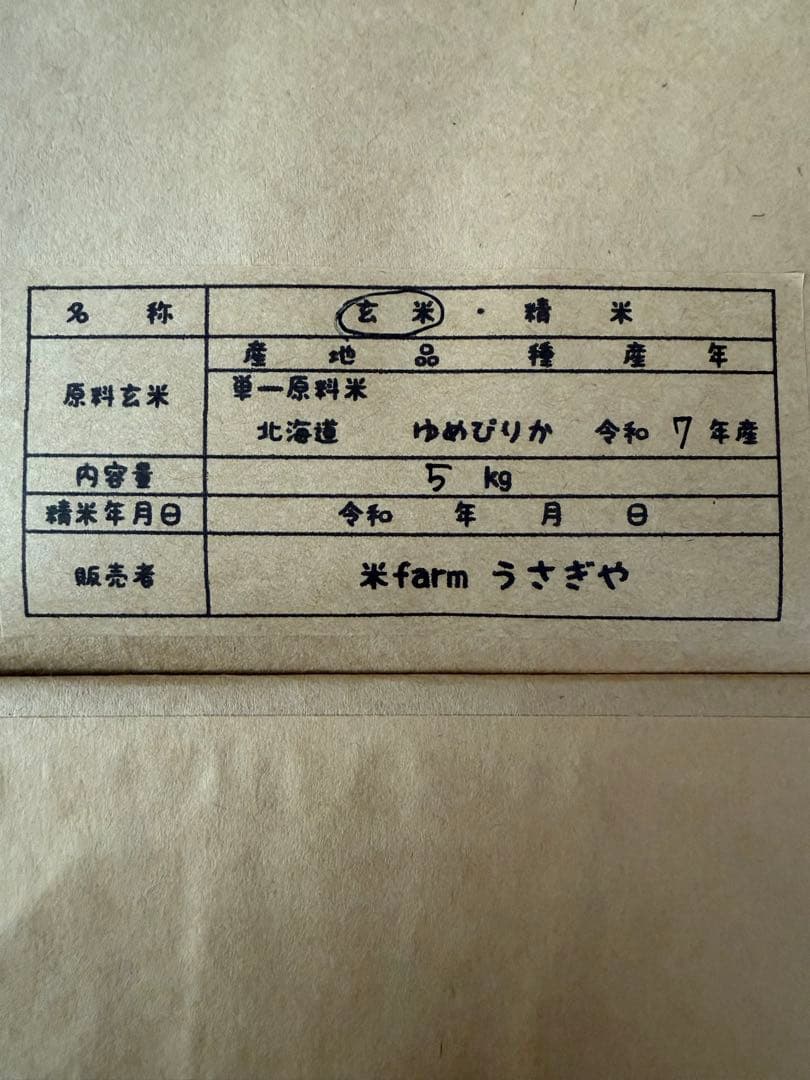 名称 玄米・精米
原料玄米 産地 品種 産年
単一原料米
北海道 ゆめぴりか 令和7年産
内容量 5 kg
精米年月日 令和 年 月 日
販売者 米farm うさぎや